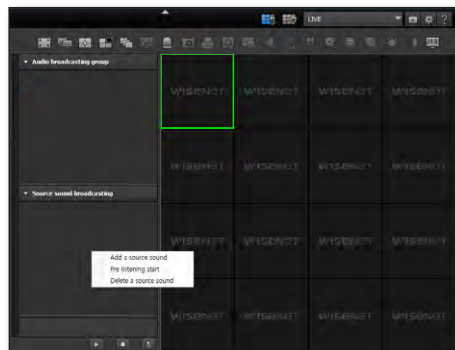 LIVE
?
Audio broadcasting group
WISENET WISENET WISENET WISENET
WISENET WISENET WISENET WISENET
Source sound broadcasting
WISENET WISENET WISENET WISENET
Add a source sound
Pre listening start
Delete a source sound
WISENET WISENET WISENET WISENET